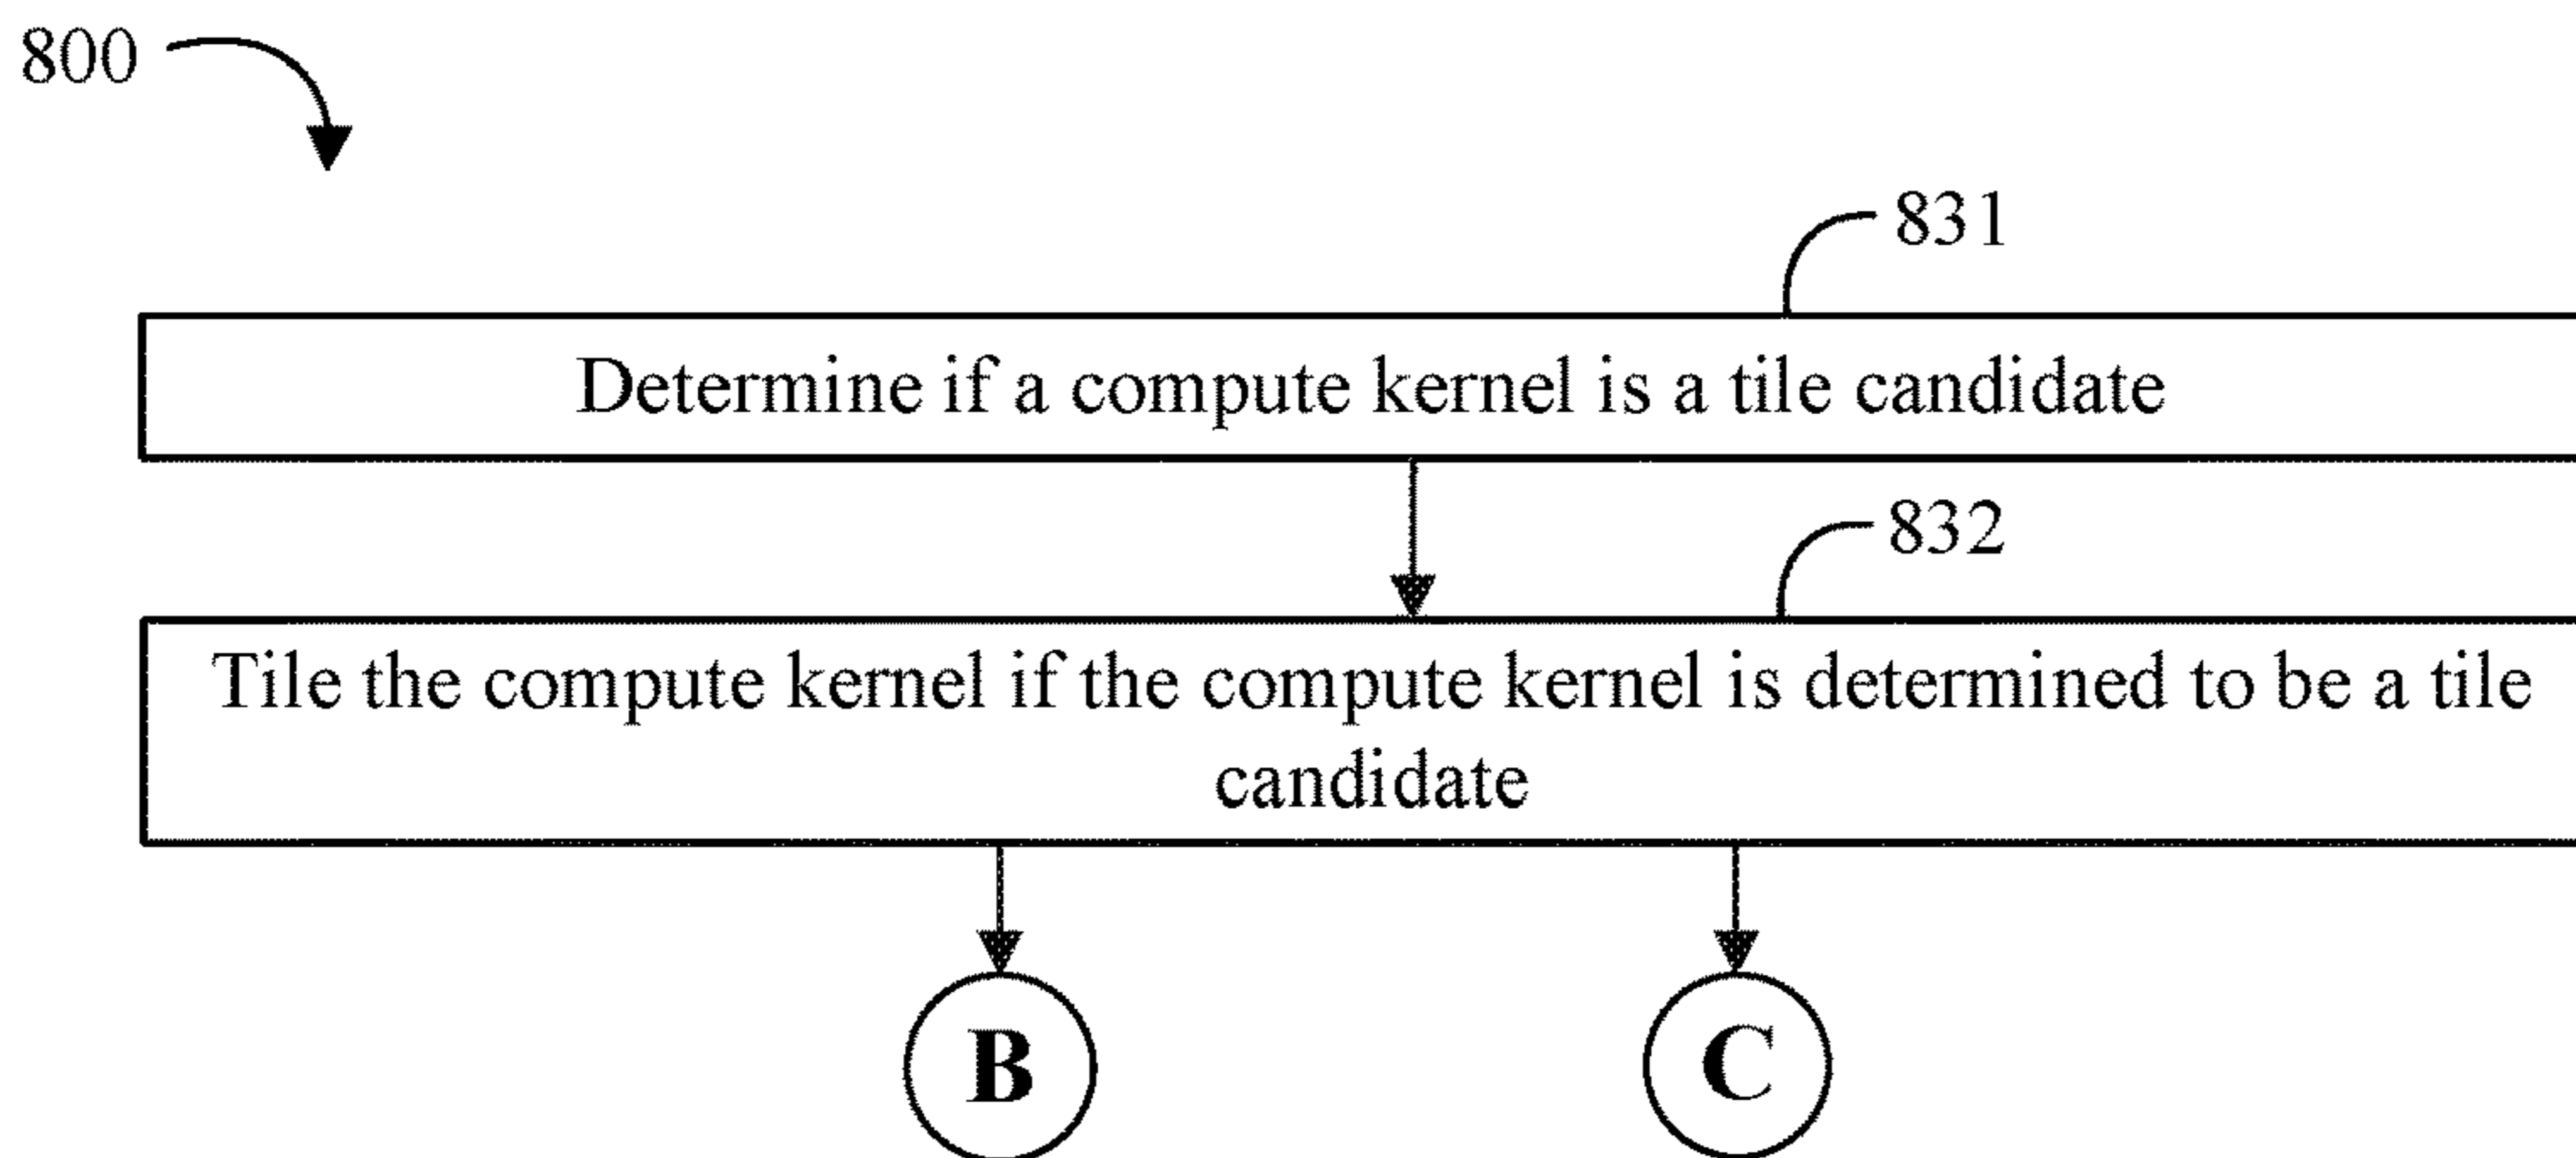 800
831
Determine if a compute kernel is a tile candidate
832
Tile the compute kernel if the compute kernel is determined to be a tile
candidate
B
C